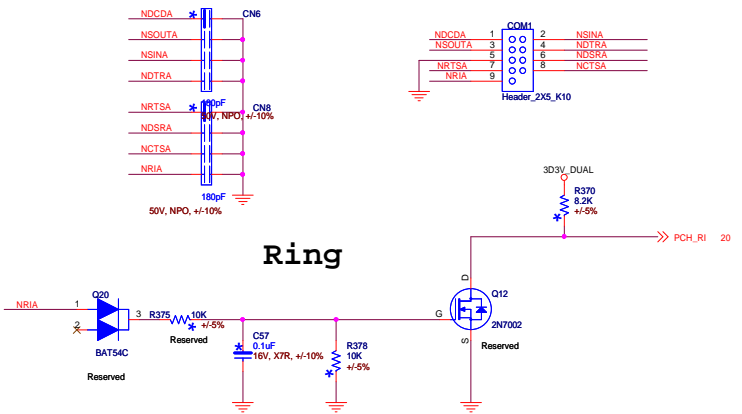 NDCDA
CN6
NSOUTA
NSINA
NDTRA
180pF
50V, NPO, +/-10%
NRTSA
CN8
NDSRA
NCTSA
NRIA
180pF
50V, NPO, +/-10%
COM1
NDCDA 1 2 NSINA
NSOUTA 3 4 NDTRA
5 6 NDSRA
NRTSA 7 8 NCTSA
NRIA 9
Header_2X5_K10
3D3V_DUAL
R370
8.2K
+/-5%
PCH_RI 20
Ring
NRIA
Q20
1
2
3
BAT54C
Reserved
R375 10K
+/-5%
Reserved
C57
0.1uF
16V, X7R, +/-10%
R378
10K
+/-5%
D
G
S
Q12
2N7002
Reserved